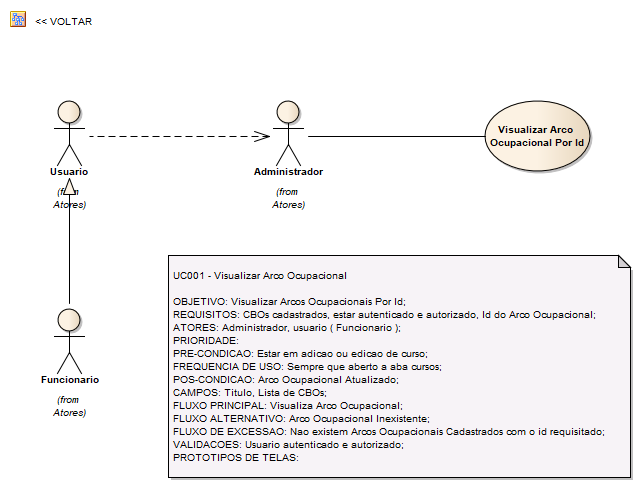 << VOLTAR
Usuario
(from
Atores)
Administrador
(from
Atores)
Visualizar Arco
Ocupacional Por Id
Funcionario
(from
Atores)
UC001 - Visualizar Arco Ocupacional
OBJETIVO: Visualizar Arcos Ocupacionais Por Id;
REQUISITOS: CBOs cadastrados, estar autenticado e autorizado, Id do Arco Ocupacional;
ATORES: Administrador, usuario ( Funcionario );
PRIORIDADE:
PRE-CONDICAO: Estar em adicao ou edicao de curso;
FREQUENCIA DE USO: Sempre que aberto a aba cursos;
POS-CONDICAO: Arco Ocupacional Atualizado;
CAMPOS: Titulo, Lista de CBOs;
FLUXO PRINCIPAL: Visualiza Arco Ocupacional;
FLUXO ALTERNATIVO: Arco Ocupacional Inexistente;
FLUXO DE EXCESSAO: Nao existem Arcos Ocupacionais Cadastrados com o id requisitado;
VALIDACOES: Usuario autenticado e autorizado;
PROTOTIPOS DE TELAS: